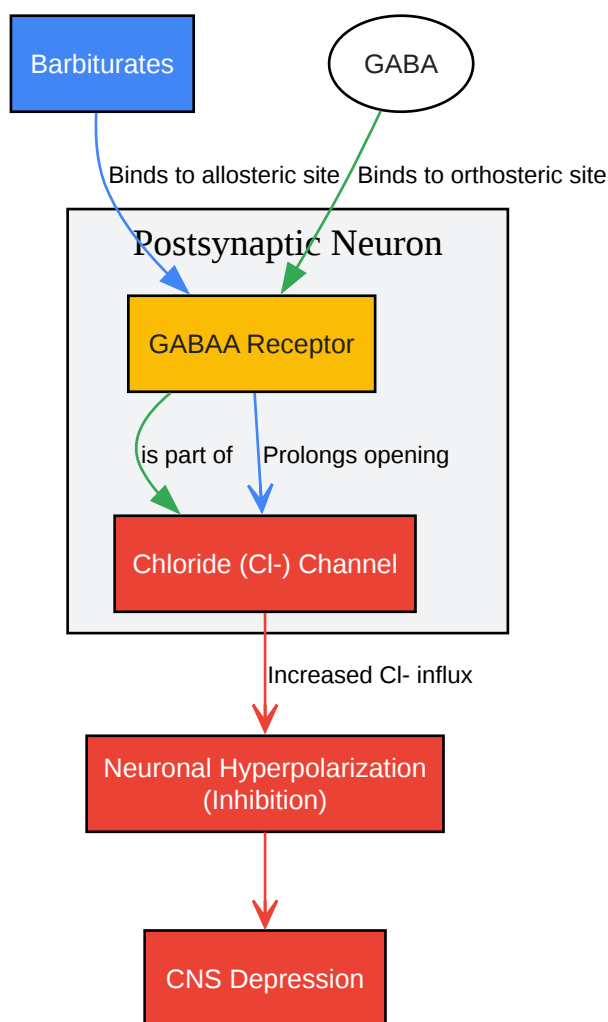 Barbiturates
GABA
Binds to allosteric site
Binds to orthosteric site
Postsynaptic Neuron
GABAA Receptor
is part of
Prolongs opening
Chloride (Cl-) Channel
Increased Cl- influx
Neuronal Hyperpolarization
(Inhibition)
CNS Depression